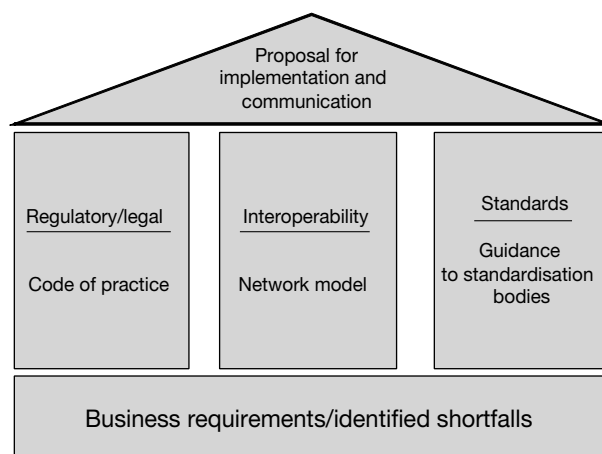 Proposal for
implementation and
communication
Regulatory/legal
Code of practice
Interoperability
Network model
Standards
Guidance
to standardisation
bodies
Business requirements/identified shortfalls